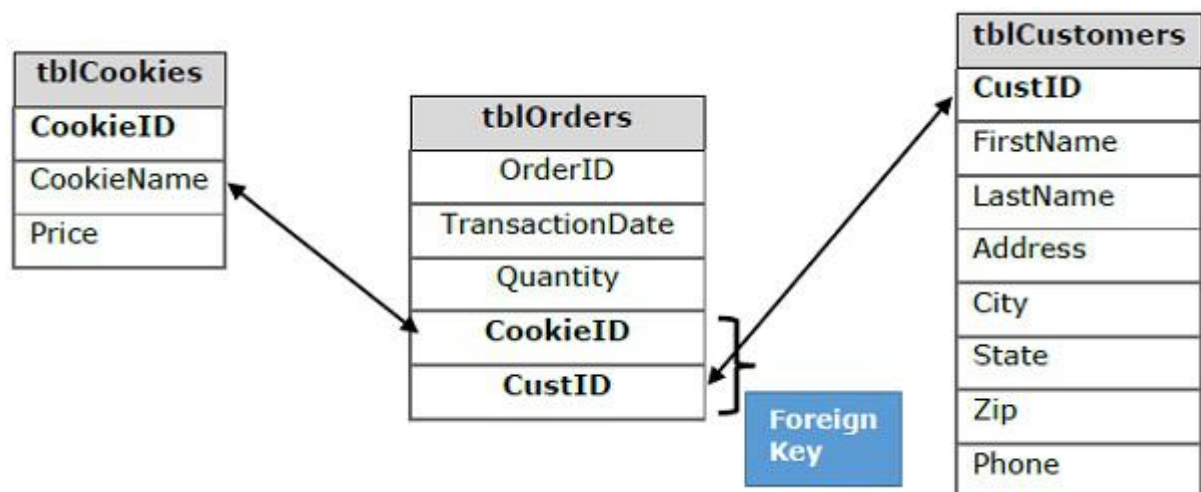 tblCookies
CookieID
CookieName
Price
tblOrders
OrderID
TransactionDate
Quantity
CookieID
CustID
Foreign
Key
tblCustomers
CustID
FirstName
LastName
Address
City
State
Zip
Phone